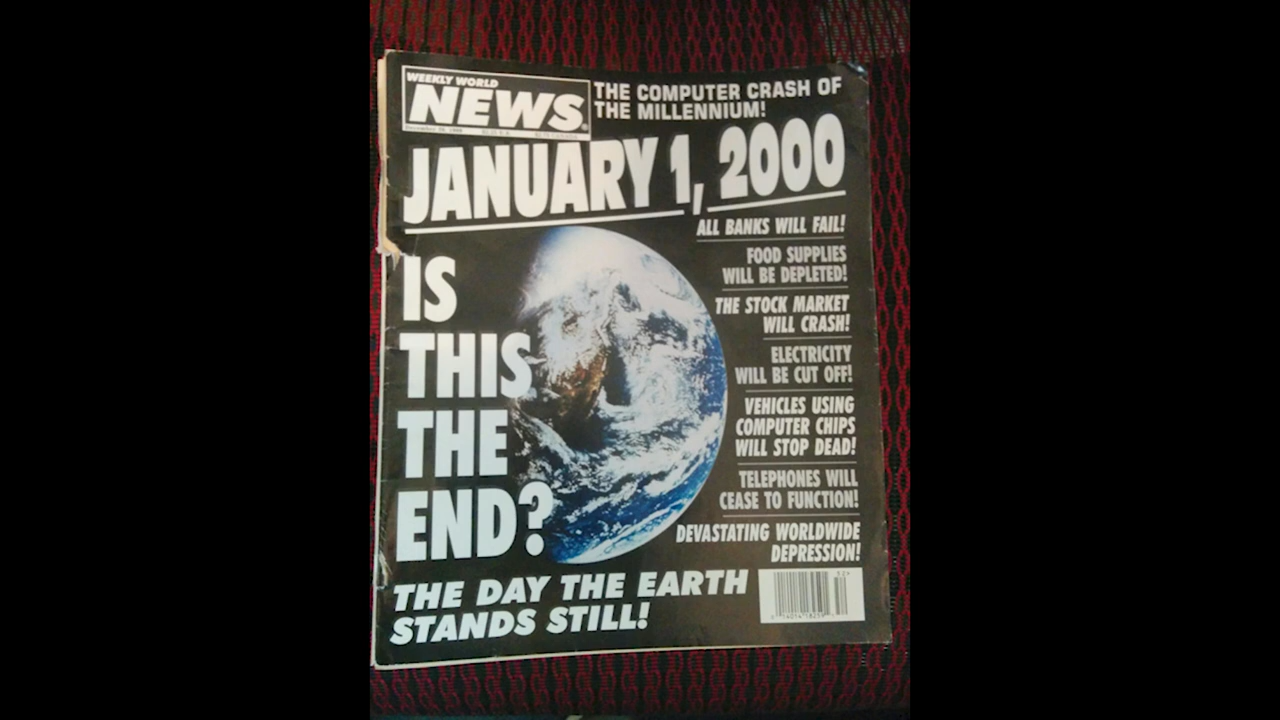 WEEKLY WORLD
NEWS
THE COMPUTER CRASH OF
THE MILLENNIUM!
JANUARY 1, 2000
ALL BANKS WILL FAIL!
FOOD SUPPLIES
WILL BE DEPLETED!
THE STOCK MARKET
WILL CRASH!
ELECTRICITY
WILL BE CUT OFF!
VEHICLES USING
COMPUTER CHIPS
WILL STOP DEAD!
TELEPHONES WILL
CEASE TO FUNCTION!
DEVASTATING WORLDWIDE
DEPRESSION!
IS
THIS
THE
END?
THE DAY THE EARTH
STANDS STILL!